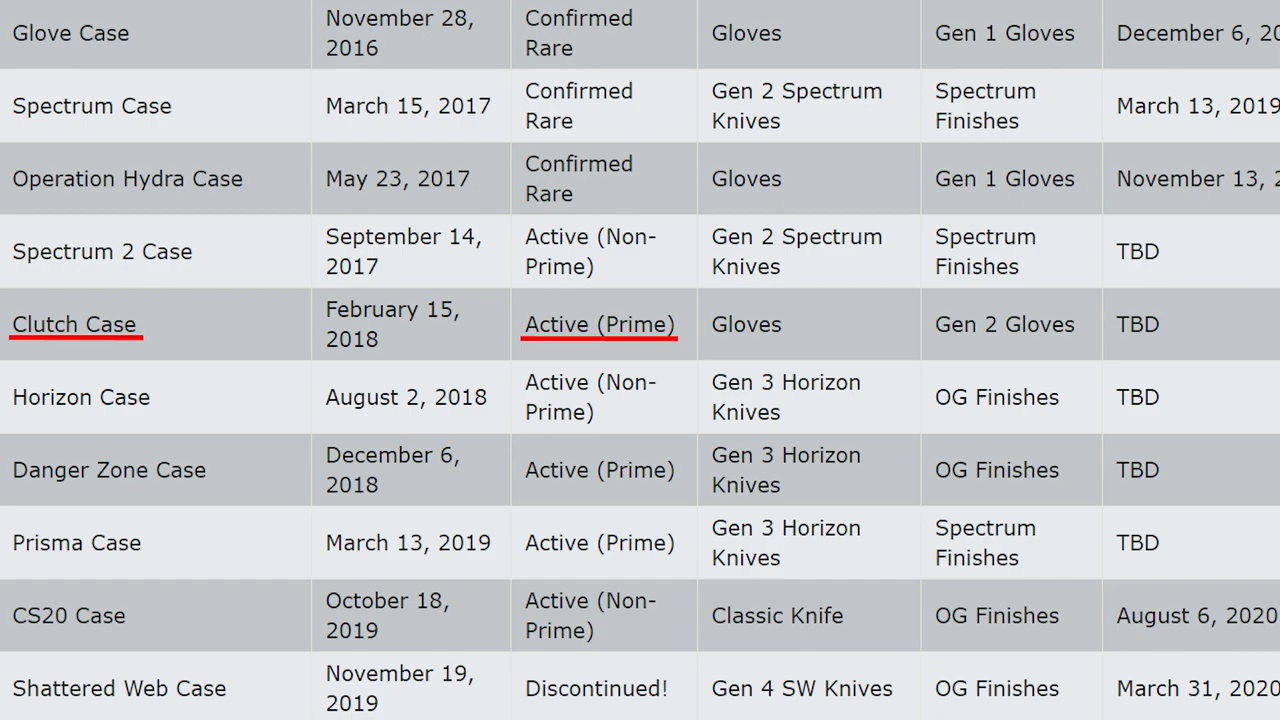 Glove Case November 28, 2016 Confirmed Rare Gloves Gen 1 Gloves December 6,
Spectrum Case March 15, 2017 Confirmed Rare Gen 2 Spectrum Knives Spectrum Finishes March 13, 2019
Operation Hydra Case May 23, 2017 Confirmed Rare Gloves Gen 1 Gloves November 13,
Spectrum 2 Case September 14, 2017 Active (Non-Prime) Gen 2 Spectrum Knives Spectrum Finishes TBD
Clutch Case February 15, 2018 Active (Prime) Gloves Gen 2 Gloves TBD
Horizon Case August 2, 2018 Active (Non-Prime) Gen 3 Horizon Knives OG Finishes TBD
Danger Zone Case December 6, 2018 Active (Prime) Gen 3 Horizon Knives OG Finishes TBD
Prisma Case March 13, 2019 Active (Prime) Gen 3 Horizon Knives Spectrum Finishes TBD
CS20 Case October 18, 2019 Active (Non-Prime) Classic Knife OG Finishes August 6, 2020
Shattered Web Case November 19, 2019 Discontinued! Gen 4 SW Knives OG Finishes March 31, 2020